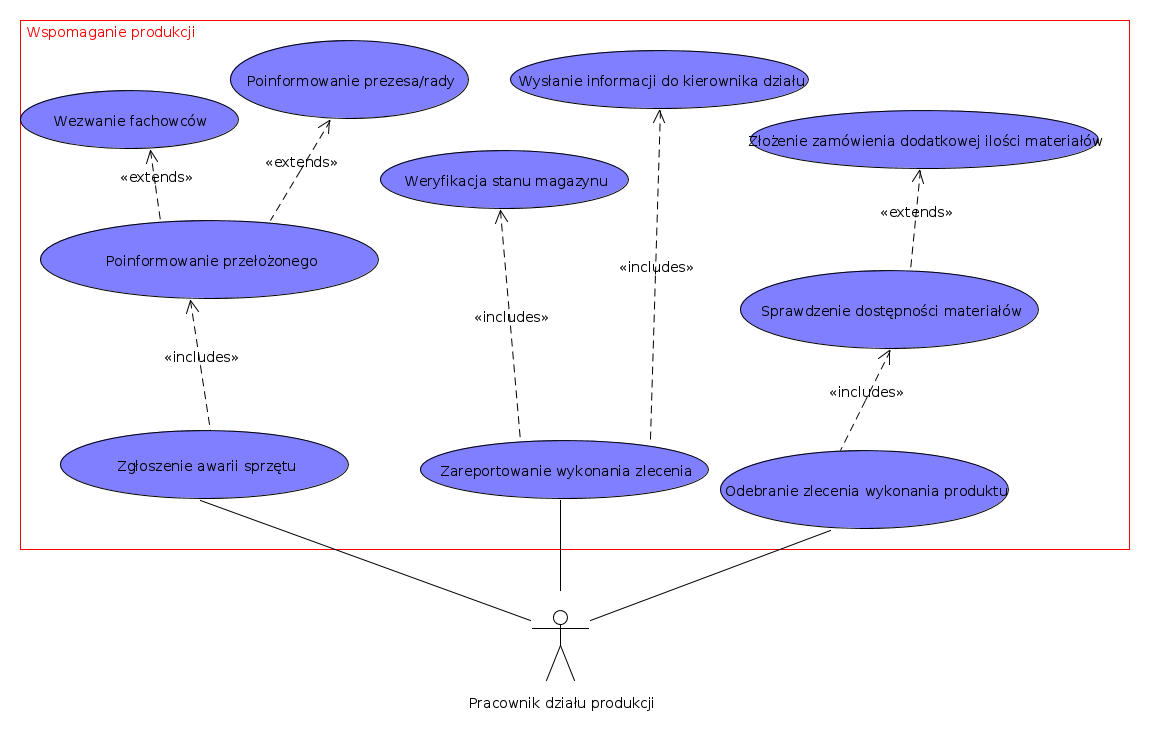 Wspomaganie produkcji
Poinformowanie prezesa/rady
Wysłanie informacji do kierownika działu
Wezwanie fachowców
Złożenie zamówienia dodatkowej ilości materiałów
«extends»
«extends»
Weryfikacja stanu magazynu
«extends»
Poinformowanie przełożonego
«includes»
Sprawdzenie dostępności materiałów
«includes»
«includes»
«includes»
Zgłoszenie awarii sprzętu
Zareportowanie wykonania zlecenia
Odebranie zlecenia wykonania produktu
Pracownik działu produkcji